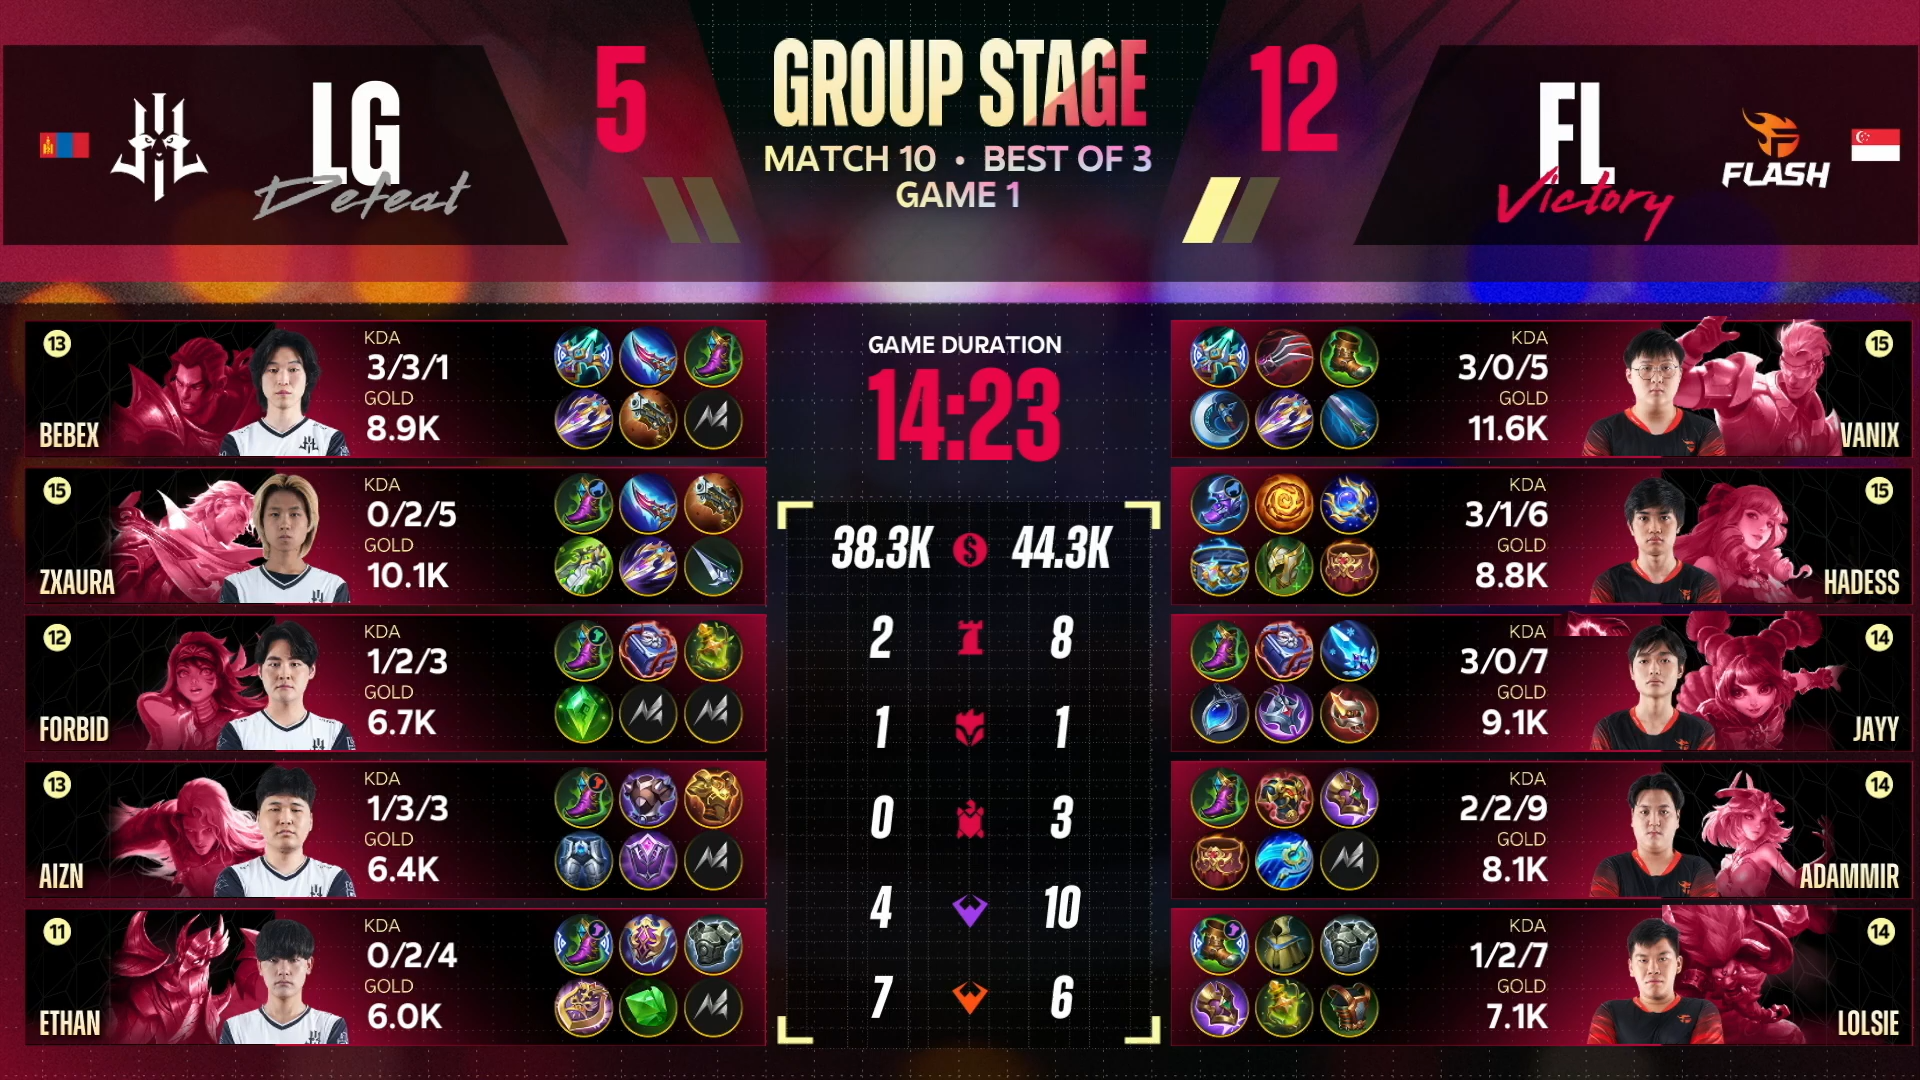 LG
Defeat
5
GROUP STAGE
MATCH 10 • BEST OF 3
GAME 1
12
FL
Victory
FLASH
13
BEBEX
KDA
3/3/1
GOLD
8.9K
15
ZXAURA
KDA
0/2/5
GOLD
10.1K
12
FORBID
KDA
1/2/3
GOLD
6.7K
13
AIZN
KDA
1/3/3
GOLD
6.4K
11
ETHAN
KDA
0/2/4
GOLD
6.0K
GAME DURATION
14:23
38.3K 44.3K
2 8
1 1
0 3
4 10
7 6
KDA
3/0/5
GOLD
11.6K
15
VANIX
KDA
3/1/6
GOLD
8.8K
15
HADESS
KDA
3/0/7
GOLD
9.1K
14
JAYY
KDA
2/2/9
GOLD
8.1K
14
ADAMMIR
KDA
1/2/7
GOLD
7.1K
14
LOLSIE